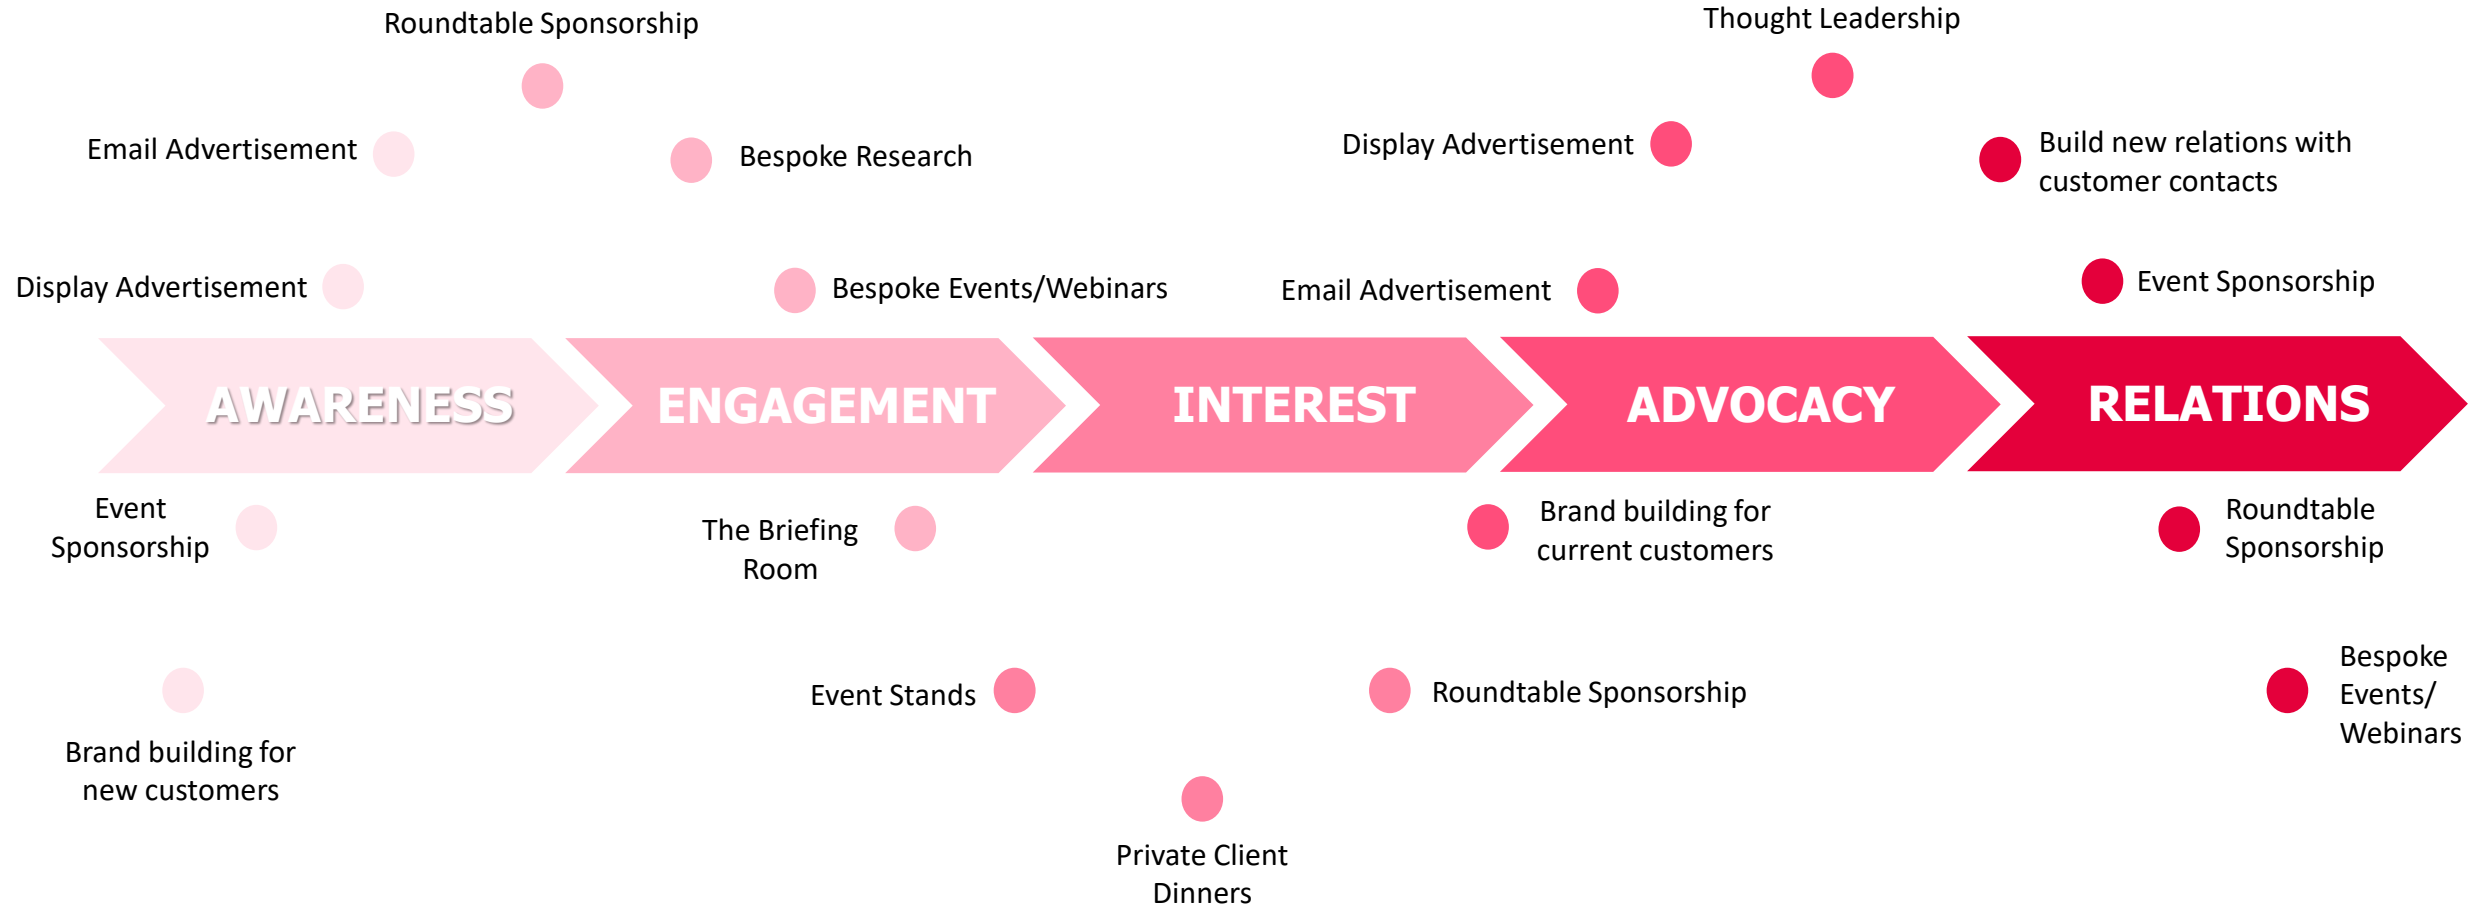 Roundtable Sponsorship
Thought Leadership
Email Advertisement
Bespoke Research
Display Advertisement
Build new relations with
customer contacts
Display Advertisement
Bespoke Events/Webinars
Email Advertisement
Event Sponsorship
AWARENESS
ENGAGEMENT
INTEREST
ADVOCACY
RELATIONS
Event
Sponsorship
The Briefing
Room
Brand building for
current customers
Roundtable
Sponsorship
Event Stands
Roundtable Sponsorship
Bespoke
Events/
Webinars
Brand building for
new customers
Private Client
Dinners